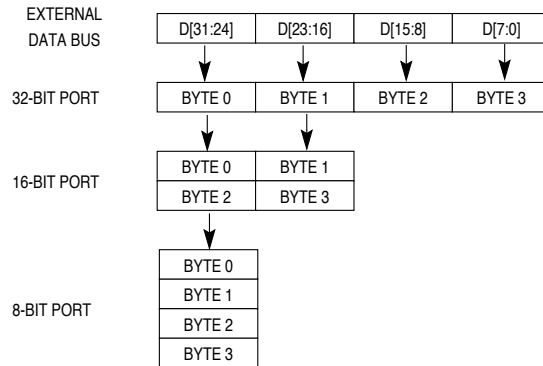 EXTERNAL
DATA BUS
D[31:24] D[23:16] D[15:8] D[7:0]
32-BIT PORT BYTE 0 BYTE 1 BYTE 2 BYTE 3
16-BIT PORT
BYTE 0 BYTE 1
BYTE 2 BYTE 3
8-BIT PORT
BYTE 0
BYTE 1
BYTE 2
BYTE 3